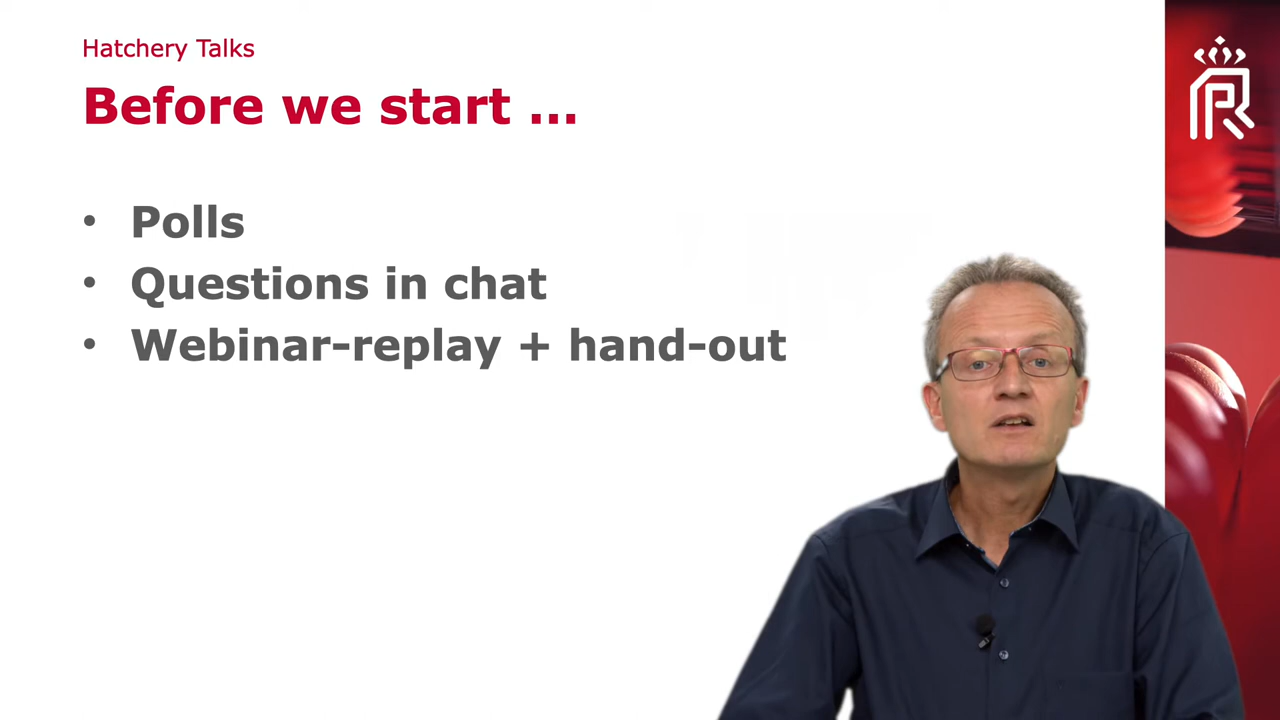 Hatchery Talks
Before we start ...
• Polls
• Questions in chat
• Webinar-replay + hand-out